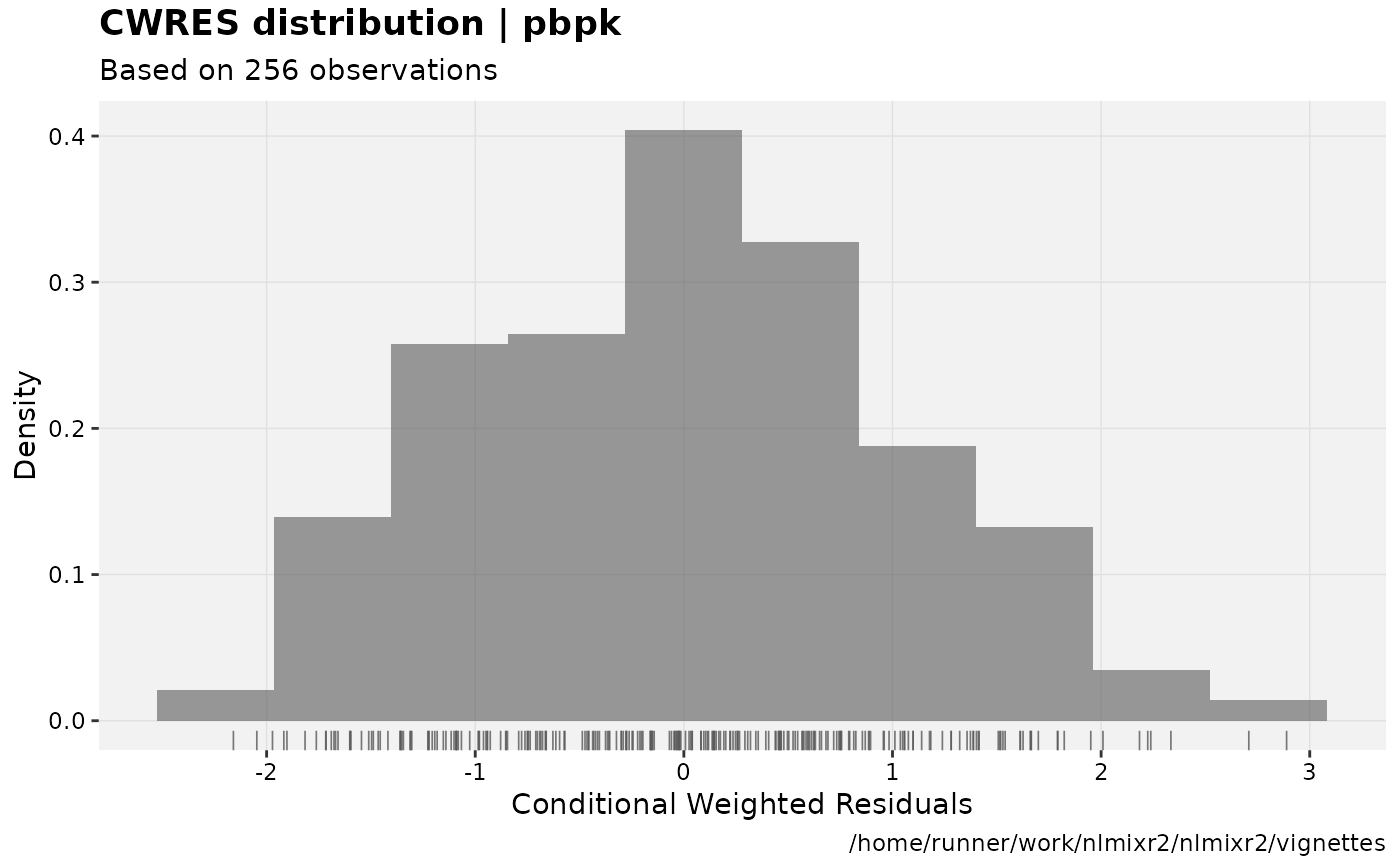 CWRES distribution | pbpk
Based on 256 observations
0.4
0.3
0.2
0.1
0.0
Density
-2 -1 0 1 2 3
Conditional Weighted Residuals
/home/runner/work/nlmixr2/nlmixr2/vignettes